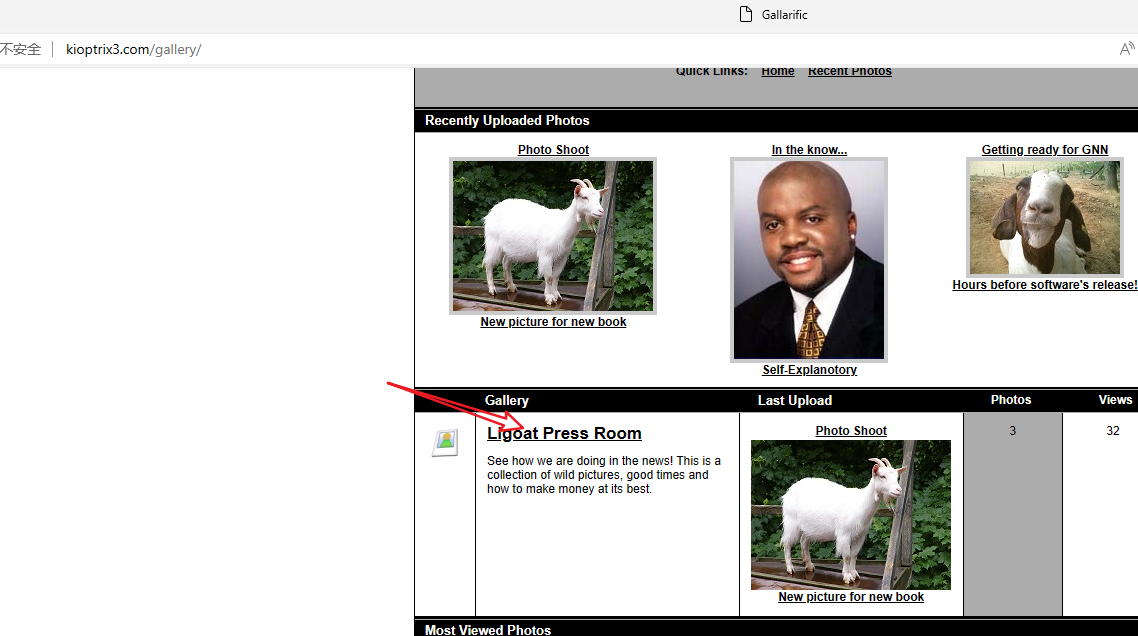 Gallarific
不安全 kioptrix3.com/gallery/ A
Quick Links: Home Recent Photos
Recently Uploaded Photos
Photo Shoot
New picture for new book
In the know...
Self-Explanotory
Getting ready for GNN
Hours before software's release!
Gallery Last Upload Photos Views
Ligoat Press Room
See how we are doing in the news! This is a
collection of wild pictures, good times and
how to make money at its best.
Photo Shoot
New picture for new book
3
32
Most Viewed Photos